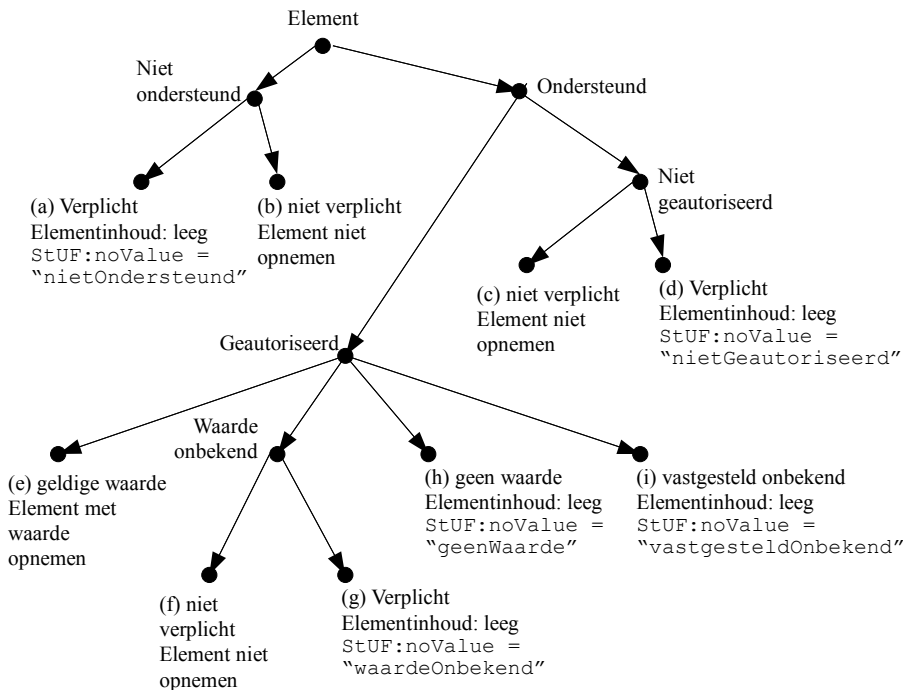 Element
Niet
ondersteund
Ondersteund
(a) Verplicht
Elementinhoud: leeg
StUF:noValue =
“nietOndersteund”
(b) niet verplicht
Element niet
opnemen
Niet
geautoriseerd
(c) niet verplicht
Element niet
opnemen
(d) Verplicht
Elementinhoud: leeg
StUF:noValue =
“nietGeautoriseerd”
Geautoriseerd
Waarde
onbekend
(e) geldige waarde
Element met
waarde
opnemen
(h) geen waarde
Elementinhoud: leeg
StUF:noValue =
“geenWaarde”
(i) vastgesteld onbekend
Elementinhoud: leeg
StUF:noValue =
“vastgesteldOnbekend”
(f) niet
verplicht
Element niet
opnemen
(g) Verplicht
Elementinhoud: leeg
StUF:noValue =
“waardeOnbekend”